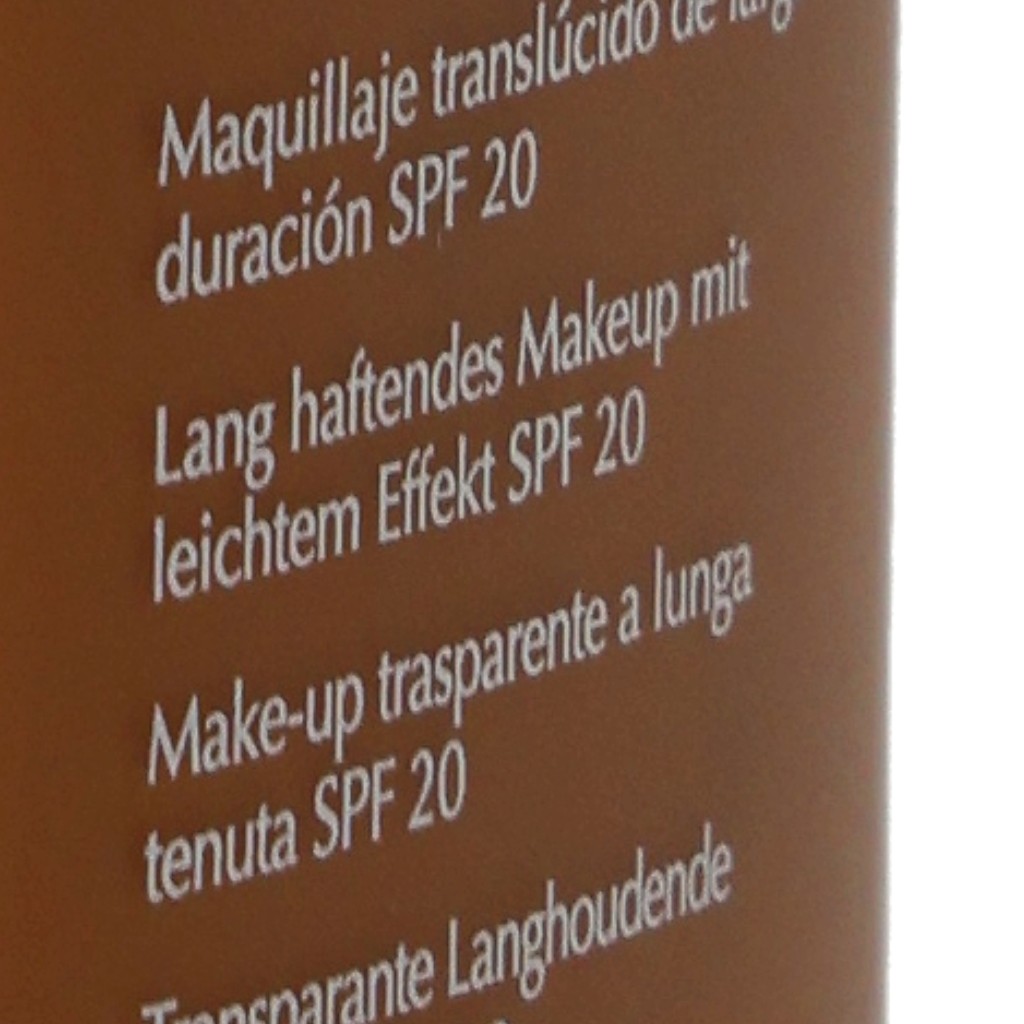 Maquillaje translúcido de
duración SPF 20
Lang haftendes Makeup mit
leichtem Effekt SPF 20
Make-up trasparente a lunga
tenuta SPF 20
Transparante Langhoudende